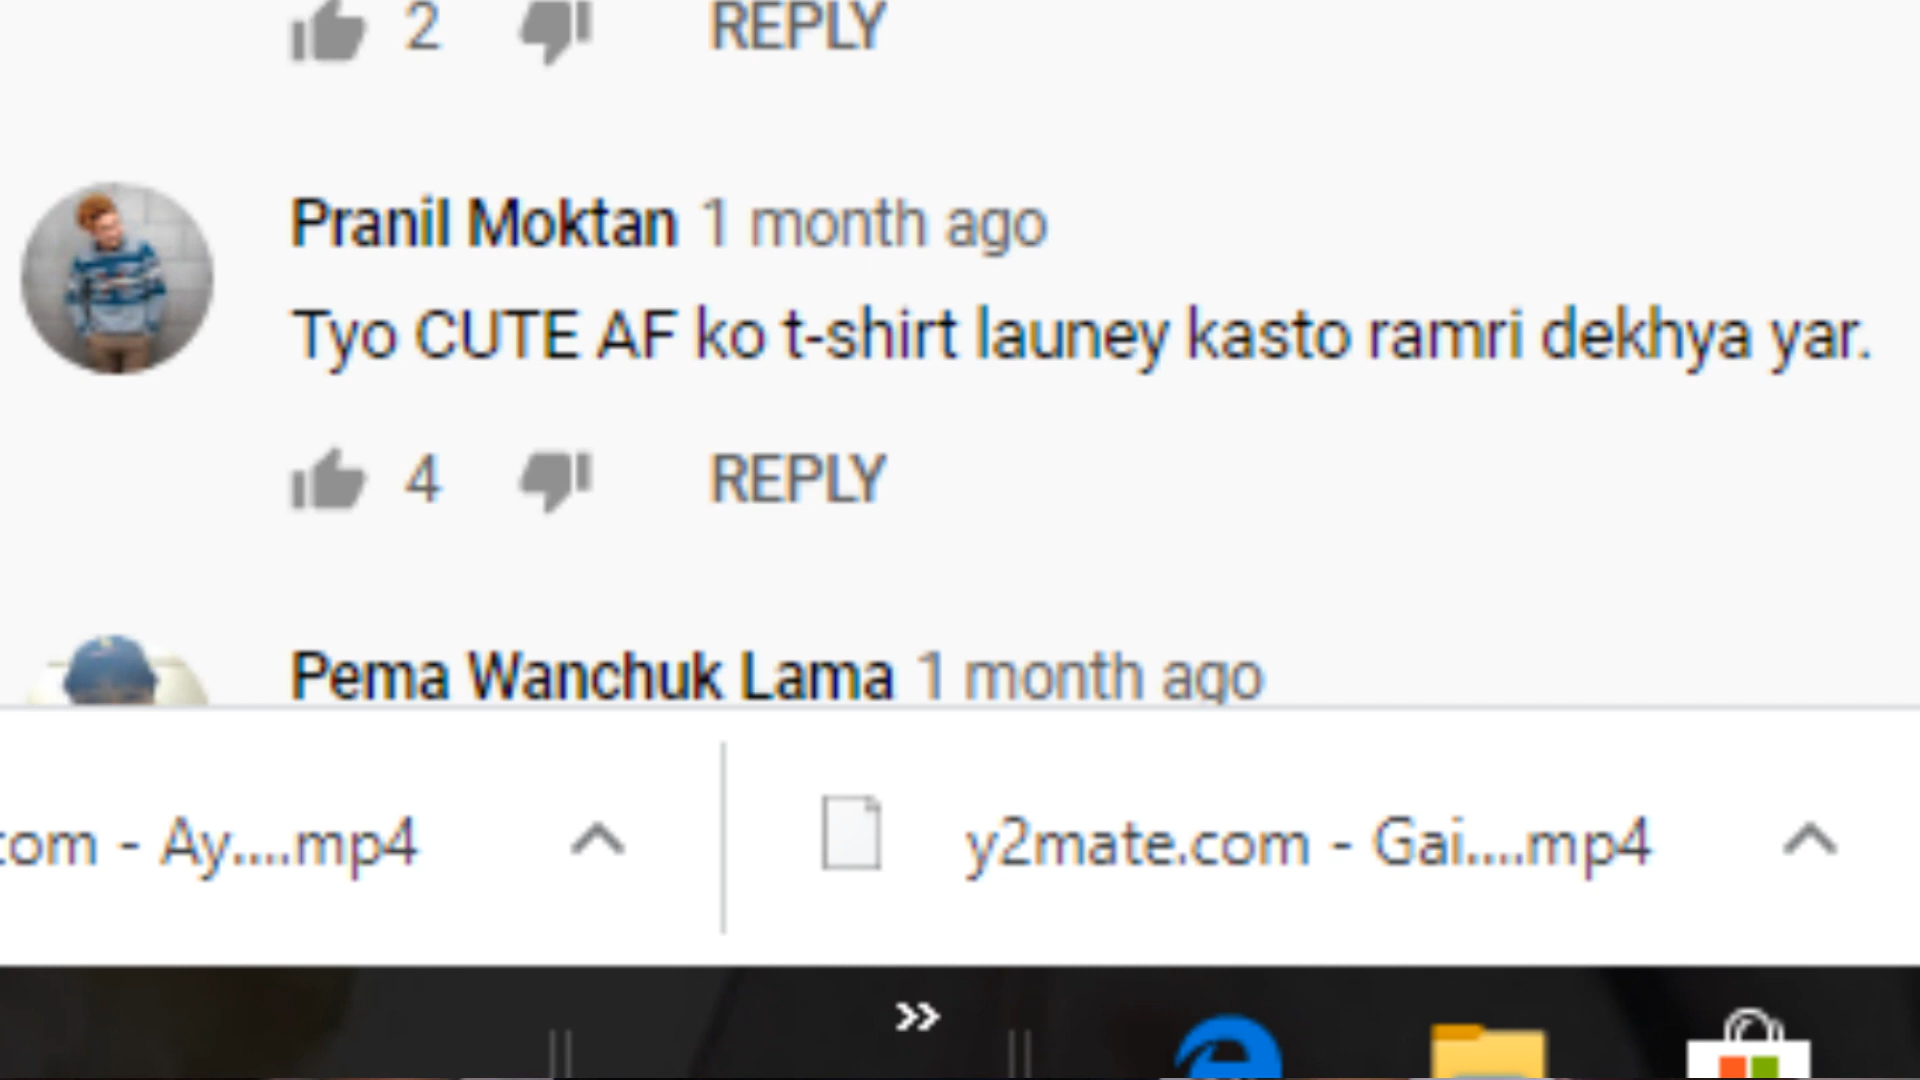 2 REPLY
Pranil Moktan 1 month ago
Tyo CUTE AF ko t-shirt launey kasto ramri dekhya yar.
4 REPLY
Pema Wanchuk Lama 1 month ago
com - Ay....mp4 y2mate.com - Gai....mp4